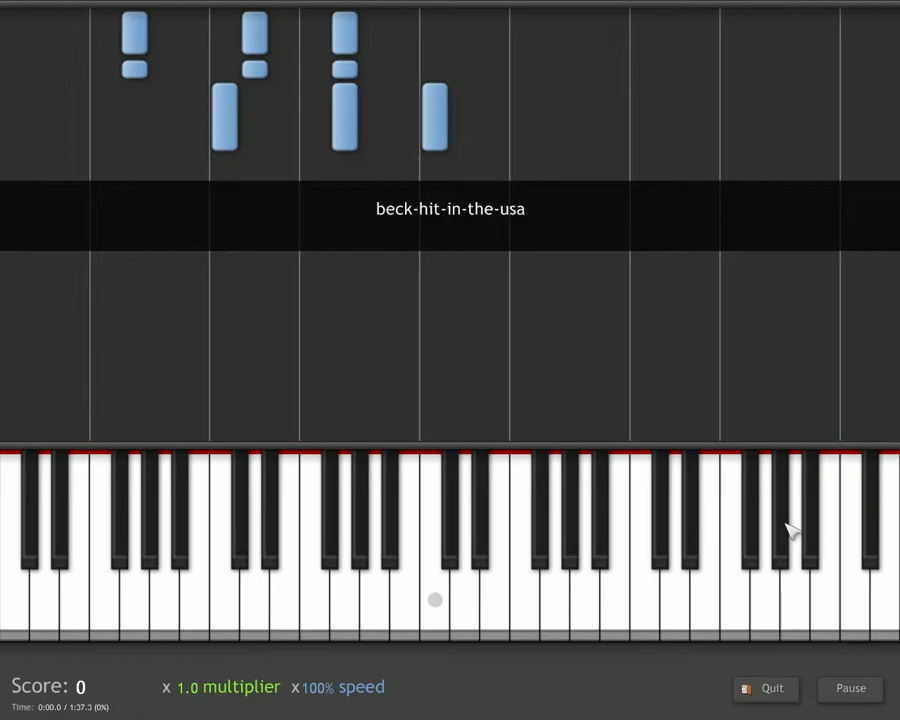 beck-hit-in-the-usa
Score: 0 x 1.0 multiplier x100% speed
Time: 0:00.0 / 1:37.3 (0%)
Quit
Pause